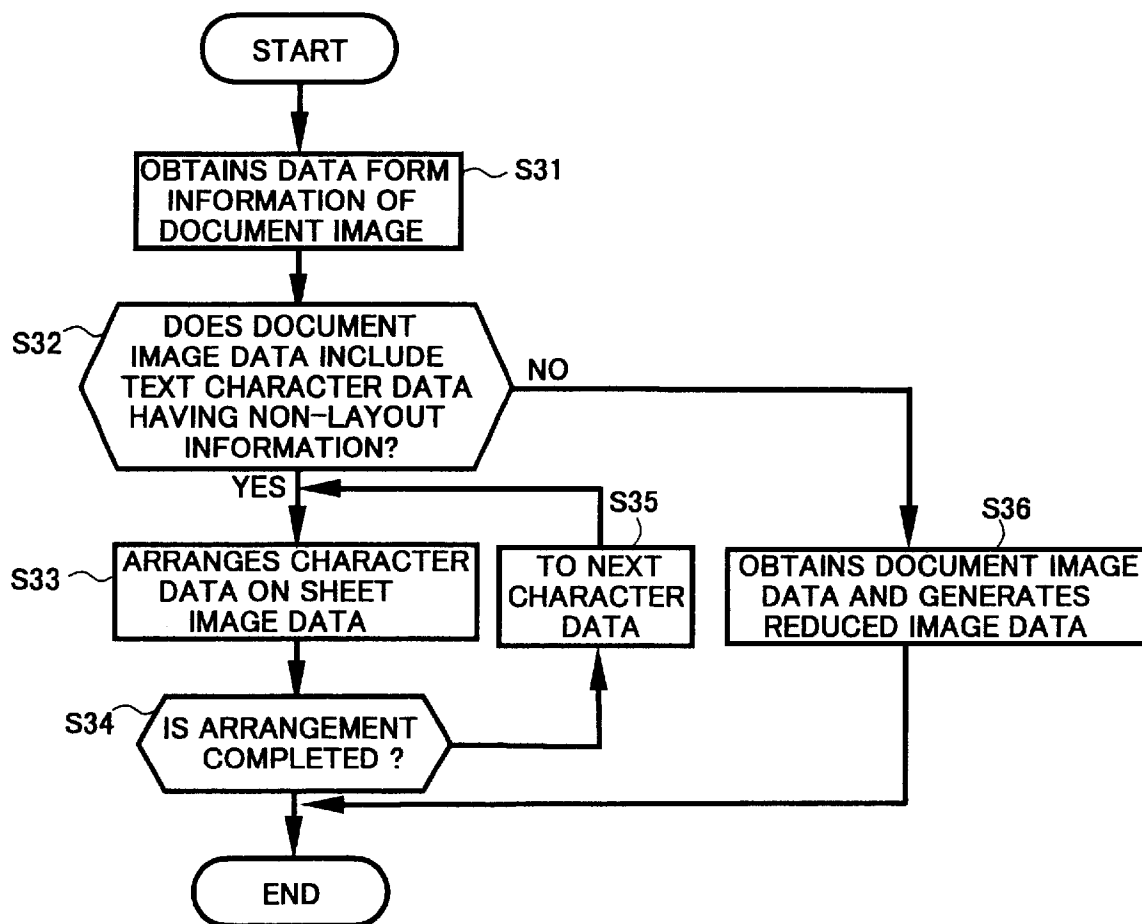 START
OBTAINS DATA FORM
INFORMATION OF
DOCUMENT IMAGE
S31
S32
DOES DOCUMENT
IMAGE DATA INCLUDE
TEXT CHARACTER DATA
HAVING NON-LAYOUT
INFORMATION?
NO
YES
S33
ARRANGES CHARACTER
DATA ON SHEET
IMAGE DATA
S35
TO NEXT
CHARACTER
DATA
S36
OBTAINS DOCUMENT IMAGE
DATA AND GENERATES
REDUCED IMAGE DATA
S34
IS ARRANGEMENT
COMPLETED ?
END